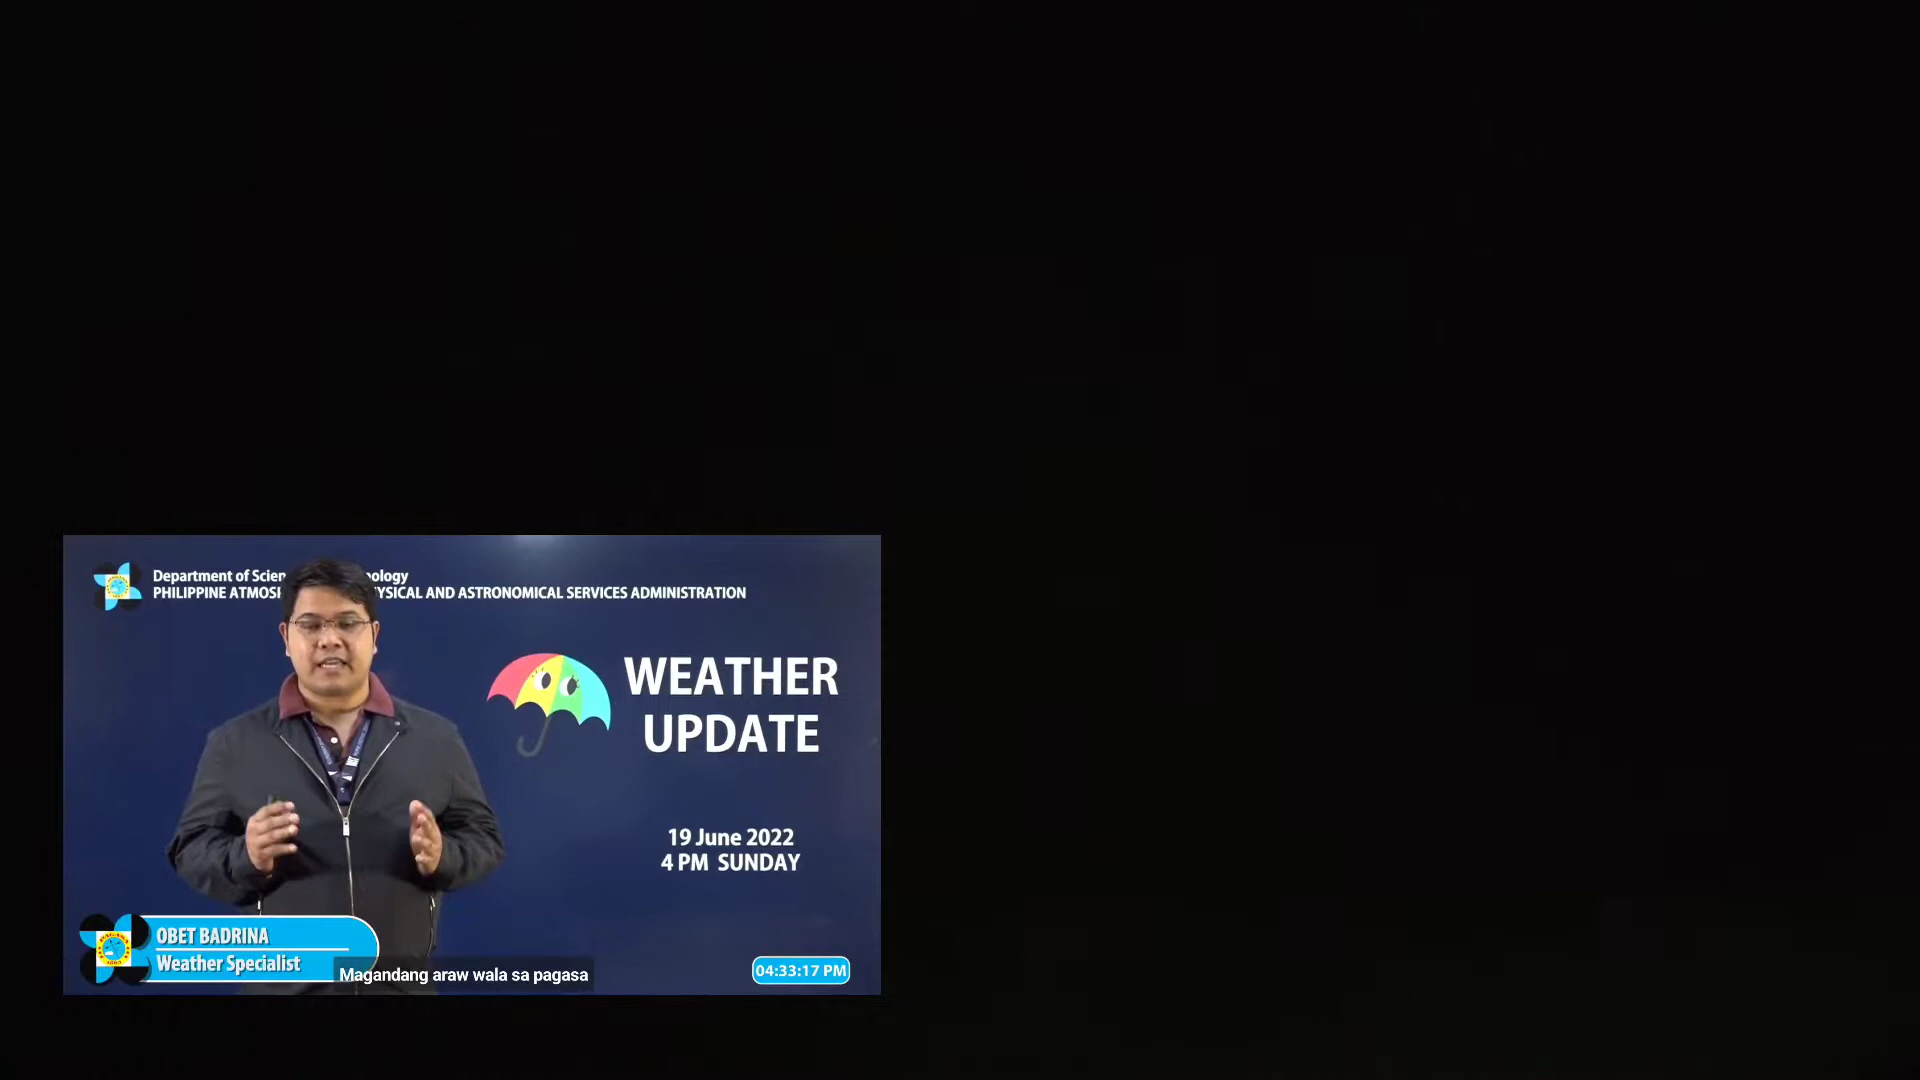 Department of Scien ology
PHILIPPINE ATMOS YSICAL AND ASTRONOMICAL SERVICES ADMINISTRATION
WEATHER
UPDATE
19 June 2022
4 PM SUNDAY
OBET BADRINA
Weather Specialist
Magandang araw wala sa pagasa
04:33:17 PM